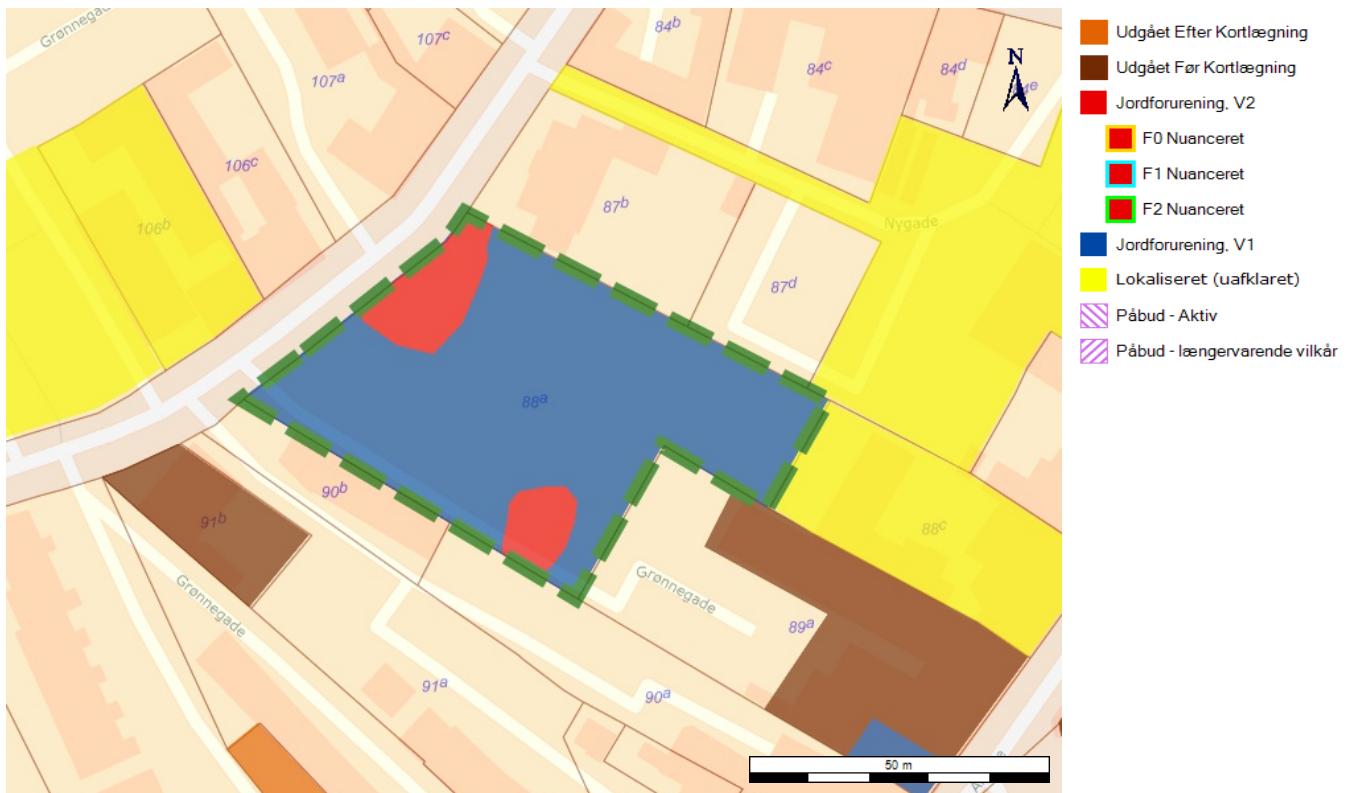 Grønnegade
107c
84b
84c
84d
107a
N
106c
106b
87b
Nygade
87d
88a
90b
91b
88c
Grønnegade
Grønnegade
89a
91a
90a
50 m
Udgået Efter Kortlægning
Udgået Før Kortlægning
Jordforurening, V2
F0 Nuanceret
F1 Nuanceret
F2 Nuanceret
Jordforurening, V1
Lokaliseret (uafklaret)
Påbud - Aktiv
Påbud - længervarende vilkår